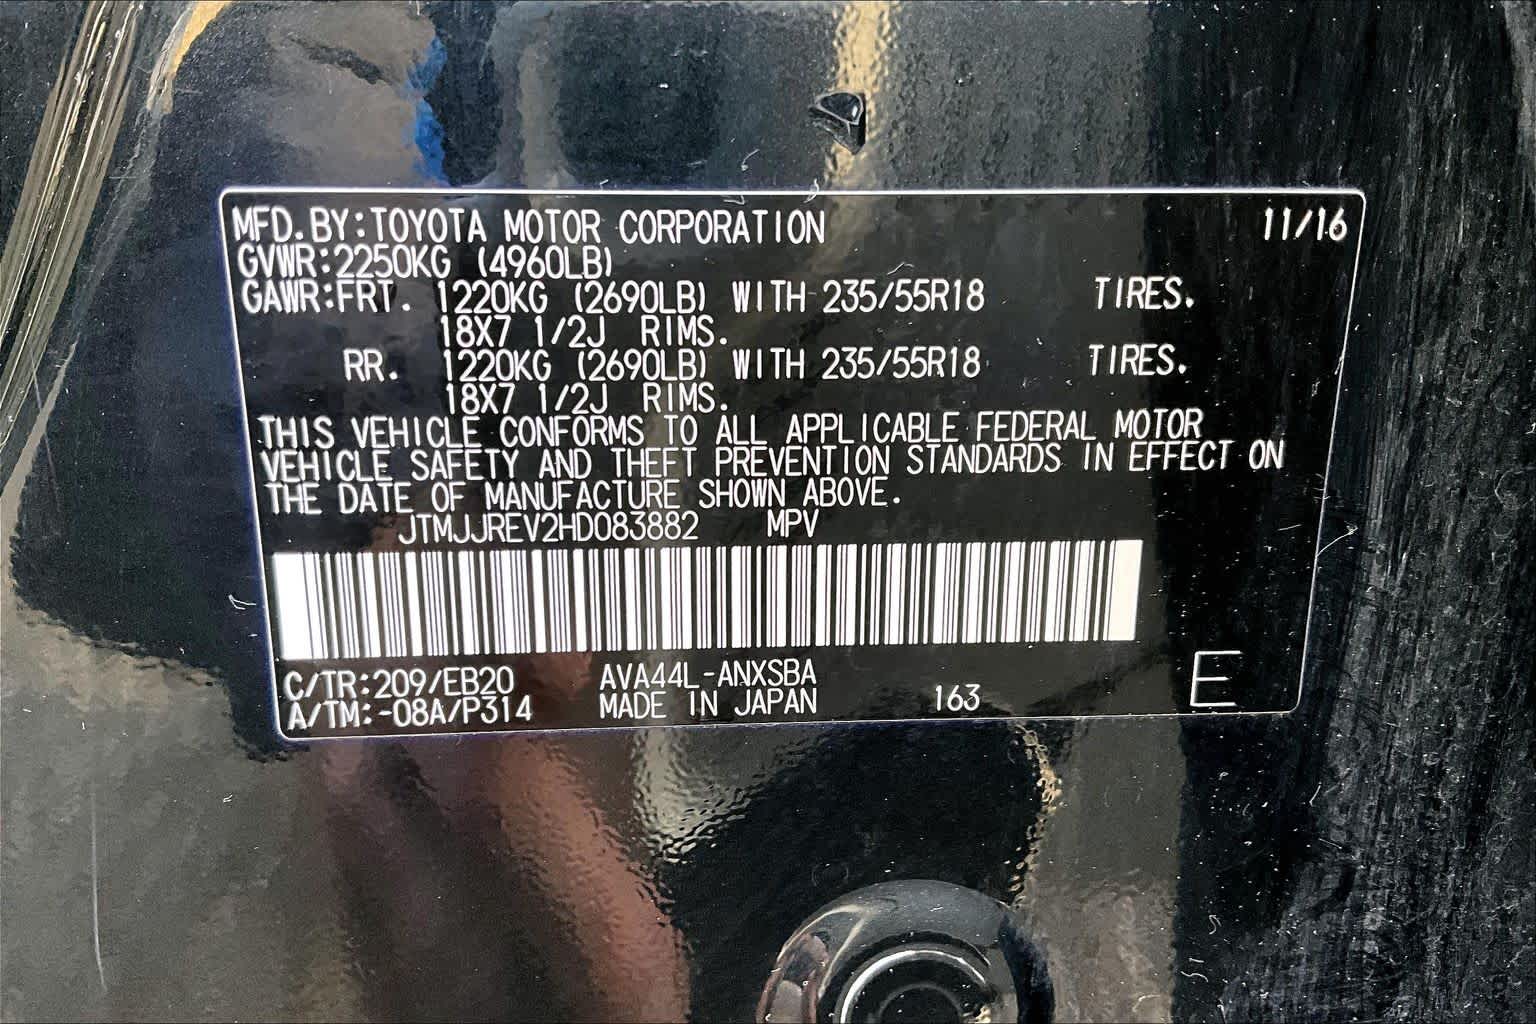 MFD.BY:TOYOTA MOTOR CORPORATION 11/16
GVWR:2250KG (4960LB)
GAWR:FRT. 1220KG (2690LB) WITH 235/55R18 TIRES.
18X7 1/2J RIMS.
RR. 1220KG (2690LB) WITH 235/55R18 TIRES.
18X7 1/2J RIMS.
THIS VEHICLE CONFORMS TO ALL APPLICABLE FEDERAL MOTOR
VEHICLE SAFETY AND THEFT PREVENTION STANDARDS IN EFFECT ON
THE DATE OF MANUFACTURE SHOWN ABOVE.
JTMJJREV2HD083882 MPV
C/TR:209/EB20 AVA44L-ANXSBA
A/TM:-08A/P314 MADE IN JAPAN 163 E